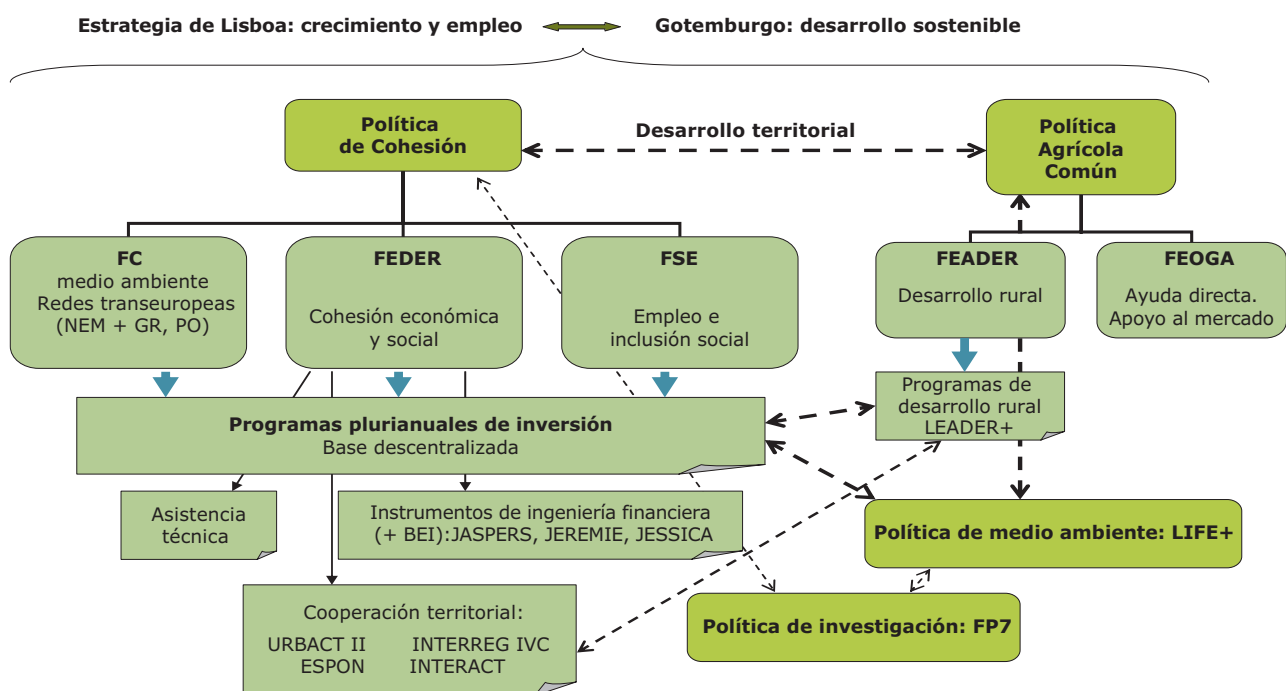 Estrategia de Lisboa: crecimiento y empleo
Gotemburgo: desarrollo sostenible
Política
de Cohesión
Desarrollo territorial
Política
Agrícola
Común
FC
medio ambiente
Redes transeuropeas
(NEM + GR, PO)
FEDER
Cohesión económica
y social
FSE
Empleo e
inclusión social
FEADER
Desarrollo rural
FEOGA
Ayuda directa.
Apoyo al mercado
Programas plurianuales de inversión
Base descentralizada
Programas de
desarrollo rural
LEADER+
Asistencia
técnica
Instrumentos de ingeniería financiera
(+ BEI):JASPERS, JEREMIE, JESSICA
Política de medio ambiente: LIFE+
Cooperación territorial:
URBACT II INTERREG IVC
ESPON INTERACT
Política de investigación: FP7